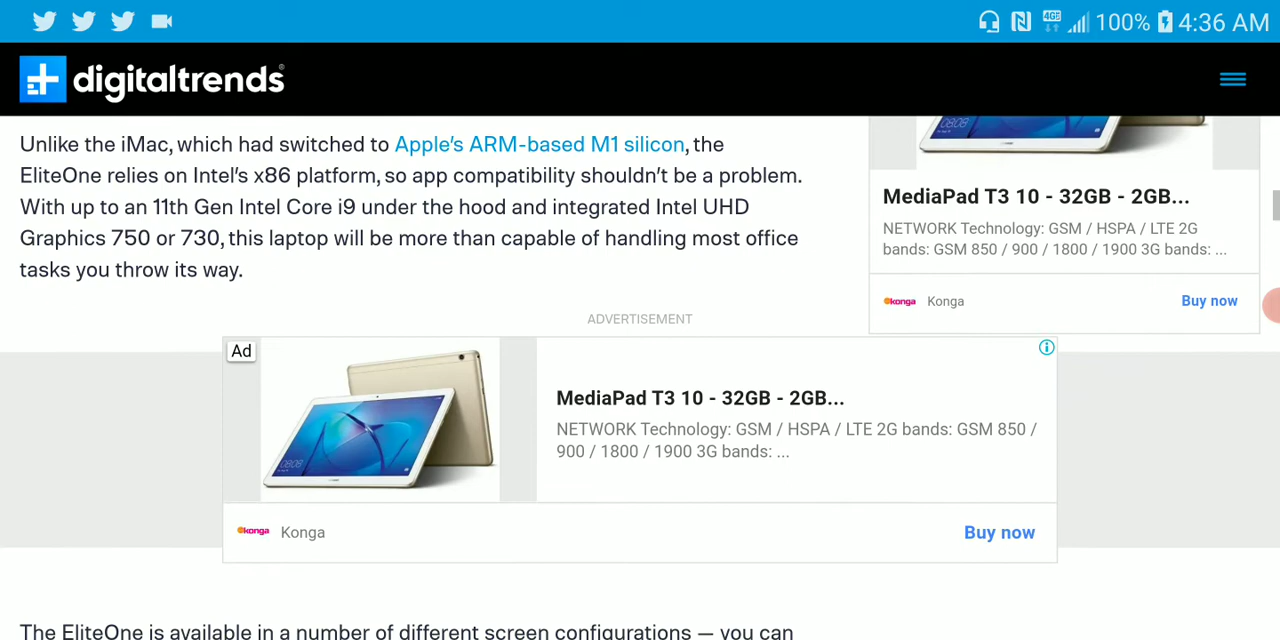 4GE 100% 4:36 AM
digitaltrends
Unlike the iMac, which had switched to Apple's ARM-based M1 silicon, the
EliteOne relies on Intel's x86 platform, so app compatibility shouldn't be a problem.
With up to an 11th Gen Intel Core i9 under the hood and integrated Intel UHD
Graphics 750 or 730, this laptop will be more than capable of handling most office
tasks you throw its way.
MediaPad T3 10 - 32GB - 2GB...
NETWORK Technology: GSM / HSPA / LTE 2G
bands: GSM 850 / 900 / 1800 / 1900 3G bands: ...
konga Konga Buy now
ADVERTISEMENT
Ad
08:08
MediaPad T3 10 - 32GB - 2GB...
NETWORK Technology: GSM / HSPA / LTE 2G bands: GSM 850 /
900 / 1800 / 1900 3G bands: ...
konga Konga Buy now
The EliteOne is available in a number of different screen configurations — you can